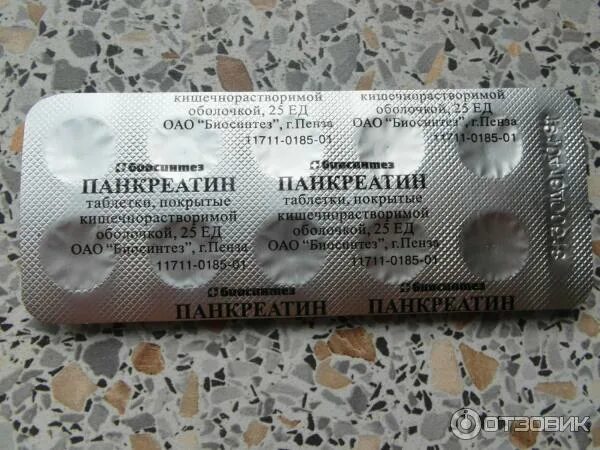 кишечнорастворимой
оболочкой, 25 ЕД
ОАО "Биосинтез", г.Пенза
11711-0185-01
кишечнорастворимой
оболочкой, 25 ЕД
ОАО "Биосинтез", г.Пенза
11711-0185-01
биосинтез
ПАНКРЕАТИН
таблетки, покрытые
кишечнорастворимой
оболочкой, 25 ЕД
ОАО "Биосинтез", г.Пенза
11711-0185-01
биосинтез
ПАНКРЕАТИН
таблетки, покрытые
кишечнорастворимой
оболочкой, 25 ЕД
ОАО "Биосинтез", г.Пенза
11711-0185-01
биосинтез
ПАНКРЕАТИН
биосинтез
ПАНКРЕАТИН
ОТЗОВИК